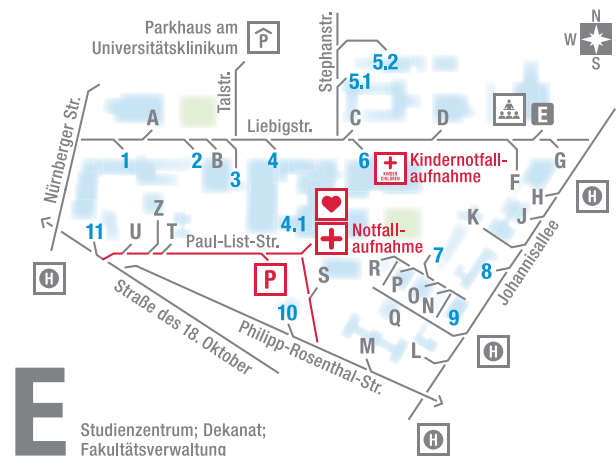 Parkhaus am
Universitätsklinikum
P
Stephanstr.
5.2
5.1
N
W
S
Talstr.
Nürnberger Str.
A
Liebigstr.
C
D
E
1
2
B
3
4
6
KINDER
CHILDREN
Kindernotfall-
aufnahme
F
G
H
H
J
K
4.1
Notfall-
aufnahme
Johannisallee
11
U
Z
T
Paul-List-Str.
P
S
H
R
P
O
N
7
8
9
Q
10
Straße des 18. Oktober
Philipp-Rosenthal-Str.
M
L
H
H
E
Studienzentrum; Dekanat;
Fakultätsverwaltung